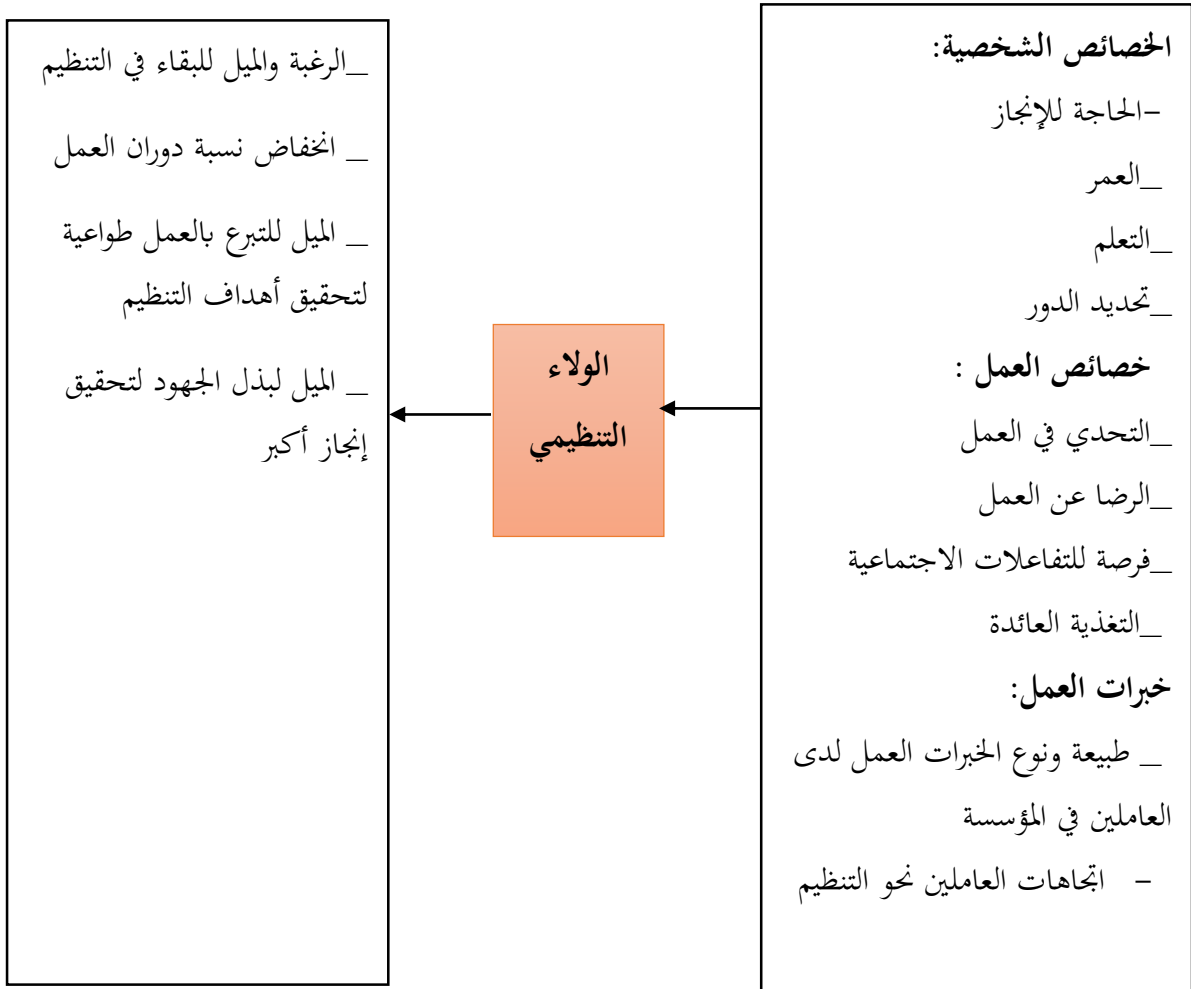 الخصائص الشخصية:
-الحاجة للإنجاز
_العمر
_التعلم
_تحديد الدور
خصائص العمل :
_التحدي في العمل
_الرضا عن العمل
_فرصة للتفاعلات الاجتماعية
_التغذية العائدة
خبرات العمل:
_ طبيعة ونوع الخبرات العمل لدى
العاملين في المؤسسة
- اتجاهات العاملين نحو التنظيم
الولاء
التنظيمي
_الرغبة والميل للبقاء في التنظيم
_ انخفاض نسبة دوران العمل
_ الميل للتبرع بالعمل طواعية
لتحقيق أهداف التنظيم
_ الميل لبذل الجهود لتحقيق
إنجاز أكبر